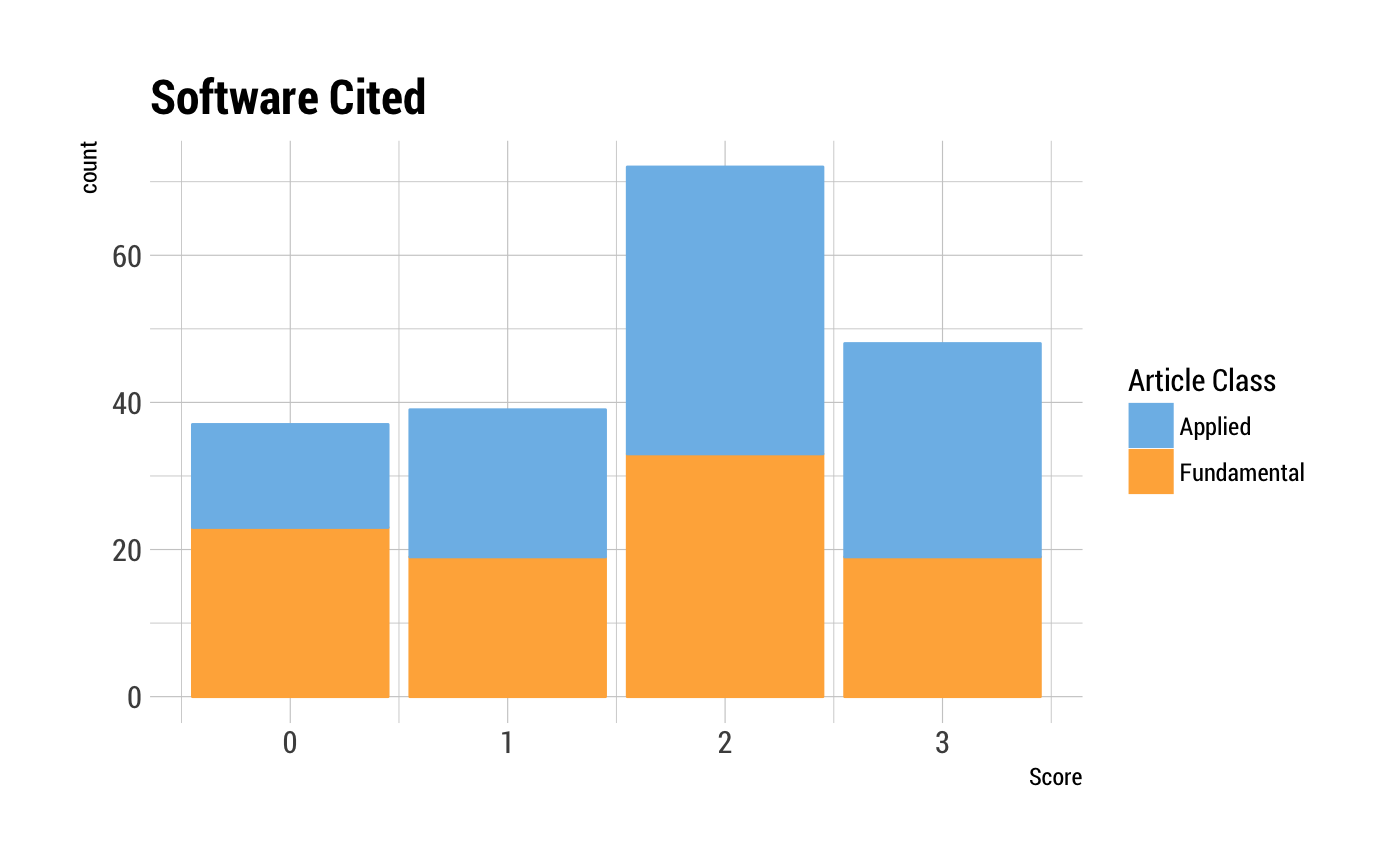 Software Cited
count
60
40
20
0
0 1 2 3
Score
Article Class
Applied
Fundamental